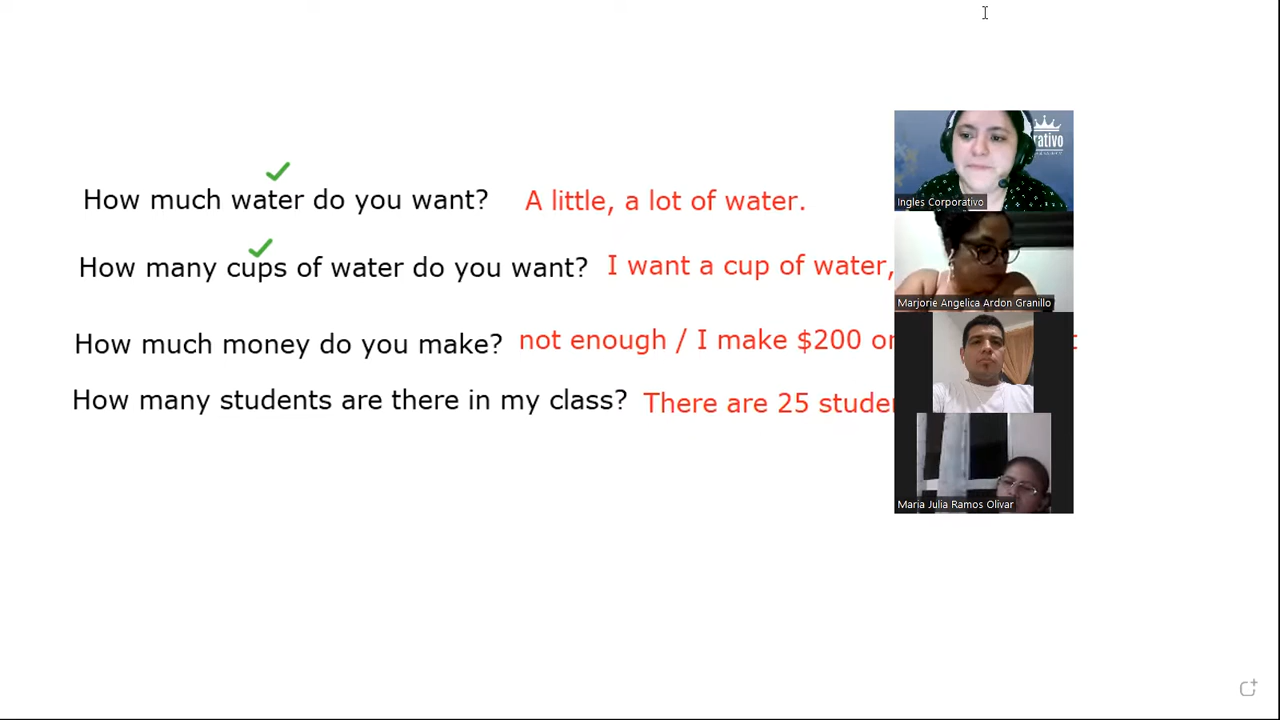 How much water do you want? A little, a lot of water.
How many cups of water do you want? I want a cup of water,
How much money do you make? not enough / I make $200
How many students are there in my class? There are 25
rativo
Ingles Corporativo
Marjorie Angelica Ardon Granillo
Maria Julia Ramos Olivar